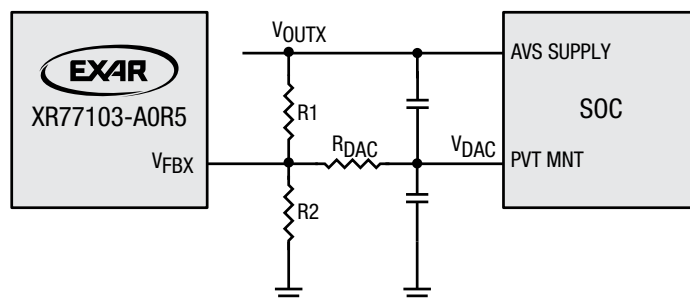 VOUTX
EXAR
XR77103-A0R5
AVS SUPPLY
R1
SOC
RDAC
VDAC
VFBX
PVT MNT
R2